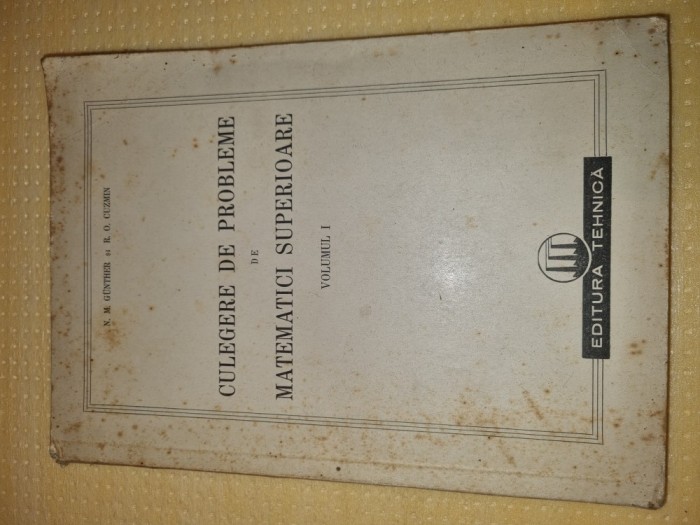 N. M. GÜNTHER și R. O. CUZMIN
CULEGERE DE PROBLEME
DE
MATEMATICI SUPERIOARE
VOLUMUL I
EDITURA TEHNICĂ